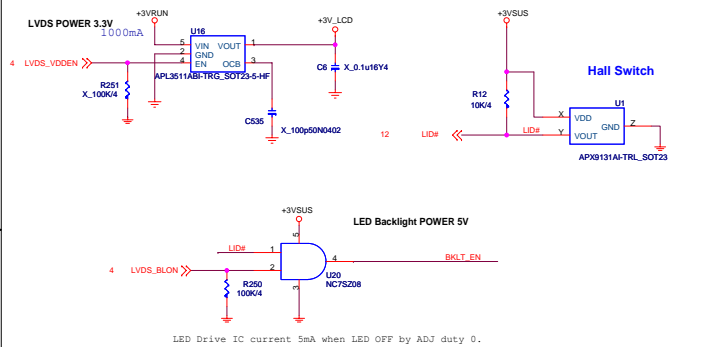 LVDS POWER 3.3V
1000mA
+3VRUN
U16
5 VIN VOUT 1
2 GND
4 EN OCB 3
APL3511ABI-TRG_SOT23-5-HF
4 LVDS_VDDEN
R251
X_100K/4
C535
X_100p50N0402
+3V_LCD
C6 X_0.1u16Y4
+3VSUS
Hall Switch
R12
10K/4
U1
X VDD
GND Z
Y VOUT
APX9131AI-TRL_SOT23
12 LID#
LID#
+3VSUS
LED Backlight POWER 5V
5
LID# 1
4
BKLT_EN
4 LVDS_BLON 2
U20
NC7SZ08
3
R250
100K/4
LED Drive IC current 5mA when LED OFF by ADJ duty 0.